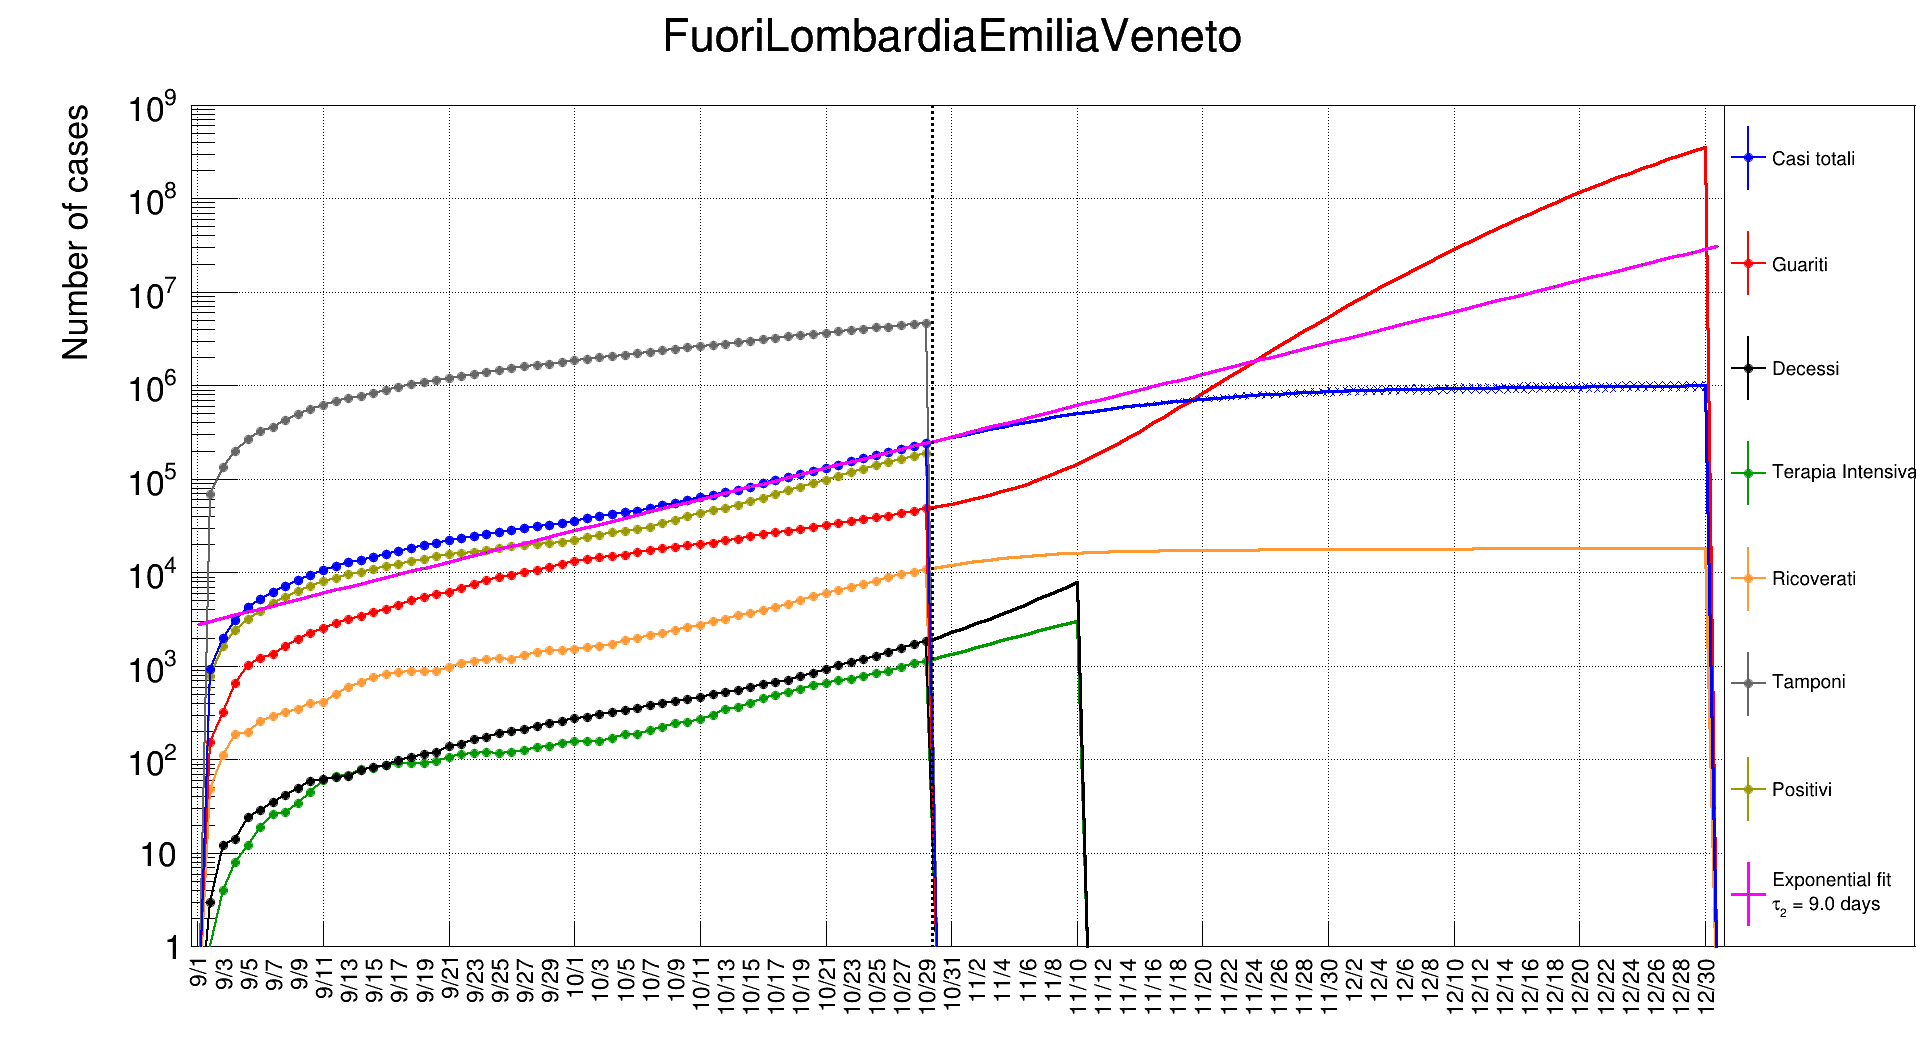 FuoriLombardiaEmiliaVeneto
Number of cases
10⁹
10⁸
10⁷
10⁶
10⁵
10⁴
10³
10²
10
1
9/1 9/3 9/5 9/7 9/9 9/11 9/13 9/15 9/17 9/19 9/21 9/23 9/25 9/27 9/29 10/1 10/3 10/5 10/7 10/9 10/11 10/13 10/15 10/17 10/19 10/21 10/23 10/25 10/27 10/29 10/31 11/2 11/4 11/6 11/8 11/10 11/12 11/14 11/16 11/18 11/20 11/22 11/24 11/26 11/28 11/30 12/2 12/4 12/6 12/8 12/10 12/12 12/14 12/16 12/18 12/20 12/22 12/24 12/26 12/28 12/30
Casi totali
Guariti
Decessi
Terapia Intensiva
Ricoverati
Tamponi
Positivi
Exponential fit
τ₂ = 9.0 days